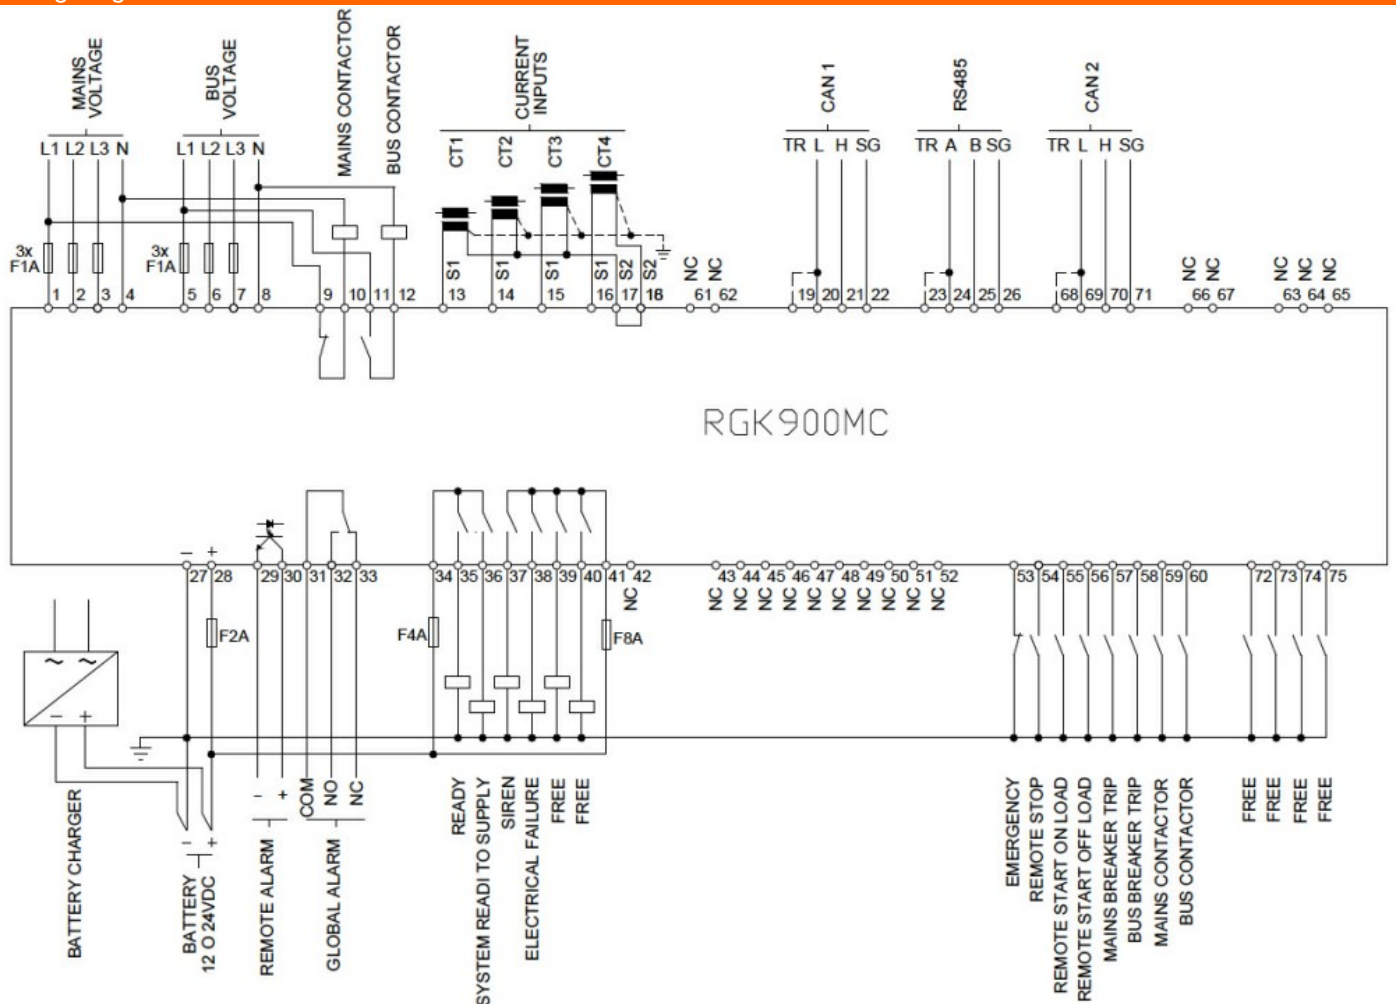 MAINS
VOLTAGE
BUS
VOLTAGE
MAINS CONTACTOR
BUS CONTACTOR
CURRENT
INPUTS
CAN 1
RS485
CAN 2
L1 L2 L3 N
L1 L2 L3 N
CT1
CT2
CT3
CT4
TR L H SG
TR A B SG
TR L H SG
3x
F1A
3x
F1A
S1
S1
S1
S1
S2
S2
NC
NC
NC
NC
NC
NC
NC
1 2 3 4 5 6 7 8 9 10 11 12 13 14 15 16 17 18 61 62 19 20 21 22 23 24 25 26 68 69 70 71 66 67 63 64 65
RGK900MC
− +
27 28 29 30 31 32 33 34 35 36 37 38 39 40 41 42 43 44 45 46 47 48 49 50 51 52 53 54 55 56 57 58 59 60 72 73 74 75
NC
NC
NC
NC
NC
NC
NC
NC
NC
NC
NC
F2A
F4A
F8A
~ ~
− +
− +
− +
COM
NO
NC
BATTERY CHARGER
BATTERY
12 O 24VDC
REMOTE ALARM
GLOBAL ALARM
READY
SYSTEM READI TO SUPPLY
SIREN
ELECTRICAL FAILURE
FREE
FREE
EMERGENCY
REMOTE STOP
REMOTE START ON LOAD
REMOTE START OFF LOAD
MAINS BREAKER TRIP
BUS BREAKER TRIP
MAINS CONTACTOR
BUS CONTACTOR
FREE
FREE
FREE
FREE